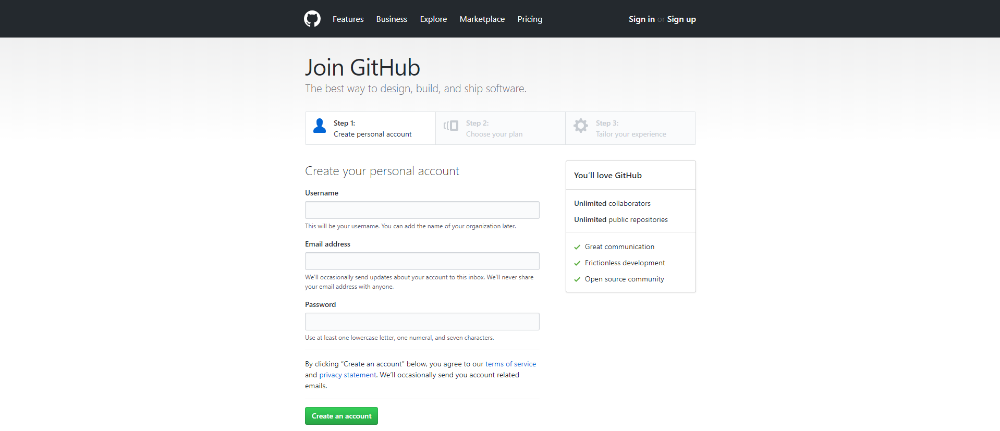 Features Business Explore Marketplace Pricing Sign in or Sign up
Join GitHub
The best way to design, build, and ship software.
Step 1:
Create personal account
Step 2:
Choose your plan
Step 3:
Tailor your experience
Create your personal account
Username
This will be your username. You can add the name of your organization later.
Email address
We’ll occasionally send updates about your account to this inbox. We’ll never share
your email address with anyone.
Password
Use at least one lowercase letter, one numeral, and seven characters.
By clicking “Create an account” below, you agree to our terms of service
and privacy statement. We’ll occasionally send you account related
emails.
Create an account
You’ll love GitHub
Unlimited collaborators
Unlimited public repositories
Great communication
Frictionless development
Open source community